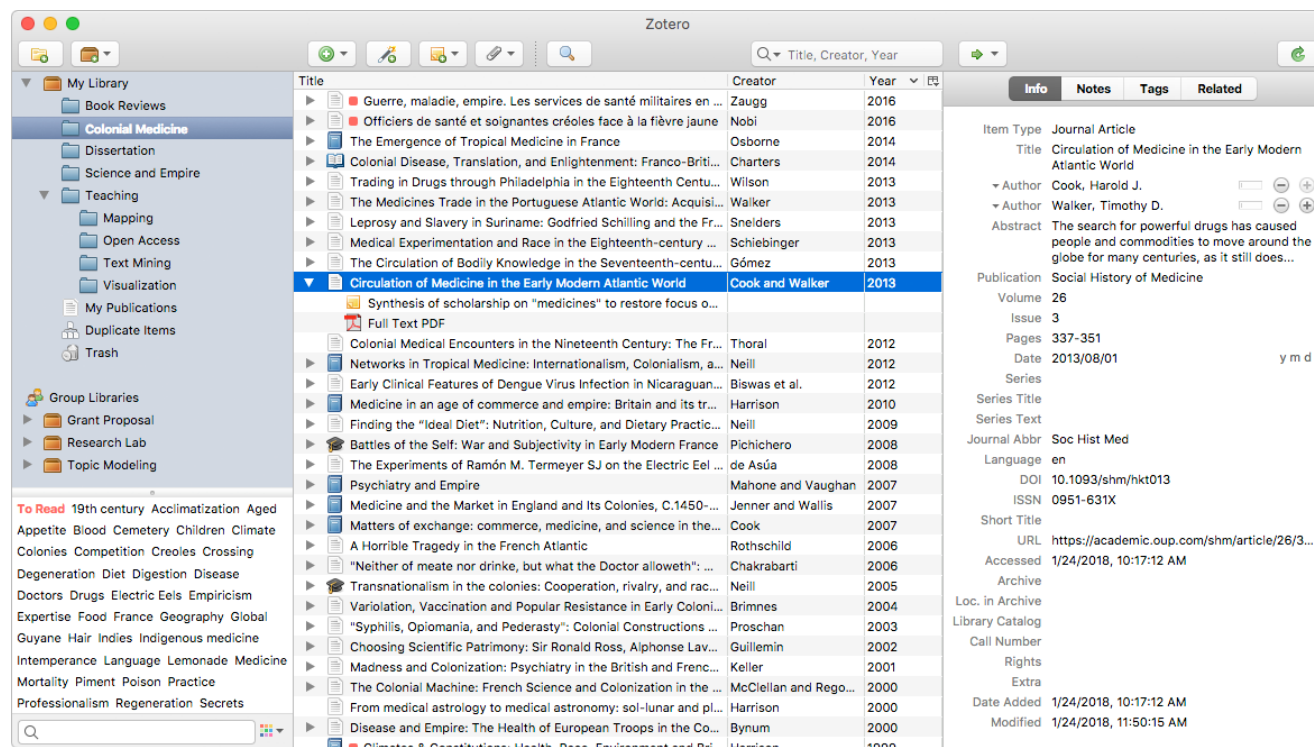 Zotero
Title, Creator, Year
My Library
Book Reviews
Colonial Medicine
Dissertation
Science and Empire
Teaching
Mapping
Open Access
Text Mining
Visualization
My Publications
Duplicate Items
Trash
Group Libraries
Grant Proposal
Research Lab
Topic Modeling
To Read 19th century Acclimatization Aged
Appetite Blood Cemetery Children Climate
Colonies Competition Creoles Crossing
Degeneration Diet Digestion Disease
Doctors Drugs Electric Eels Empiricism
Expertise Food France Geography Global
Guyane Hair Indies Indigenous medicine
Intemperance Language Lemonade Medicine
Mortality Piment Poison Practice
Professionalism Regeneration Secrets
Title Creator Year
Guerre, maladie, empire. Les services de santé militaires en ... Zaugg 2016
Officiers de santé et soignantes créoles face à la fièvre jaune Nobi 2016
The Emergence of Tropical Medicine in France Osborne 2014
Colonial Disease, Translation, and Enlightenment: Franco-Briti... Charters 2014
Trading in Drugs through Philadelphia in the Eighteenth Centu... Wilson 2013
The Medicines Trade in the Portuguese Atlantic World: Acquisi... Walker 2013
Leprosy and Slavery in Suriname: Godfried Schilling and the Fr... Snelders 2013
Medical Experimentation and Race in the Eighteenth-century ... Schiebinger 2013
The Circulation of Bodily Knowledge in the Seventeenth-centu... Gómez 2013
Circulation of Medicine in the Early Modern Atlantic World Cook and Walker 2013
Synthesis of scholarship on "medicines" to restore focus o...
Full Text PDF
Colonial Medical Encounters in the Nineteenth Century: The Fr... Thoral 2012
Networks in Tropical Medicine: Internationalism, Colonialism, a... Neill 2012
Early Clinical Features of Dengue Virus Infection in Nicaraguan... Biswas et al. 2012
Medicine in an age of commerce and empire: Britain and its tr... Harrison 2010
Finding the “Ideal Diet”: Nutrition, Culture, and Dietary Practic... Neill 2009
Battles of the Self: War and Subjectivity in Early Modern France Pichichero 2008
The Experiments of Ramón M. Termeyer SJ on the Electric Eel ... de Asúa 2008
Psychiatry and Empire Mahone and Vaughan 2007
Medicine and the Market in England and Its Colonies, C.1450-... Jenner and Wallis 2007
Matters of exchange: commerce, medicine, and science in the... Cook 2007
A Horrible Tragedy in the French Atlantic Rothschild 2006
"Neither of meate nor drinke, but what the Doctor alloweth": ... Chakrabarti 2006
Transnationalism in the colonies: Cooperation, rivalry, and rac... Neill 2005
Variolation, Vaccination and Popular Resistance in Early Coloni... Brimnes 2004
"Syphilis, Opiomania, and Pederasty": Colonial Constructions ... Proschan 2003
Choosing Scientific Patrimony: Sir Ronald Ross, Alphonse Lav... Guillemin 2002
Madness and Colonization: Psychiatry in the British and Frenc... Keller 2001
The Colonial Machine: French Science and Colonization in the ... McClellan and Rego... 2000
From medical astrology to medical astronomy: sol-lunar and pl... Harrison 2000
Disease and Empire: The Health of European Troops in the Co... Bynum 2000
Info Notes Tags Related
Item Type Journal Article
Title Circulation of Medicine in the Early Modern
Atlantic World
Author Cook, Harold J.
Author Walker, Timothy D.
Abstract The search for powerful drugs has caused
people and commodities to move around the
globe for many centuries, as it still does...
Publication Social History of Medicine
Volume 26
Issue 3
Pages 337-351
Date 2013/08/01 y m d
Series
Series Title
Series Text
Journal Abbr Soc Hist Med
Language en
DOI 10.1093/shm/hkt013
ISSN 0951-631X
Short Title
URL https://academic.oup.com/shm/article/26/3...
Accessed 1/24/2018, 10:17:12 AM
Archive
Loc. in Archive
Library Catalog
Call Number
Rights
Extra
Date Added 1/24/2018, 10:17:12 AM
Modified 1/24/2018, 11:50:15 AM